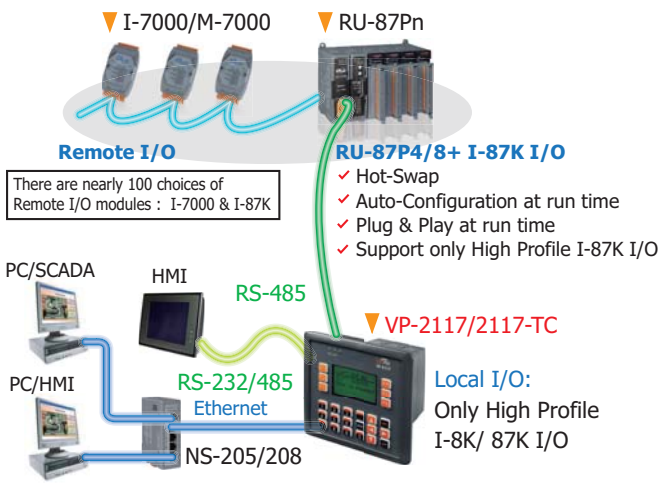 ▼ I-7000/M-7000
▼ RU-87Pn
Remote I/O
There are nearly 100 choices of
Remote I/O modules : I-7000 & I-87K
RU-87P4/8+ I-87K I/O
✓ Hot-Swap
✓ Auto-Configuration at run time
✓ Plug & Play at run time
✓ Support only High Profile I-87K I/O
PC/SCADA
HMI
RS-485
▼ VP-2117/2117-TC
RS-232/485
PC/HMI
Ethernet
NS-205/208
Local I/O:
Only High Profile
I-8K/ 87K I/O